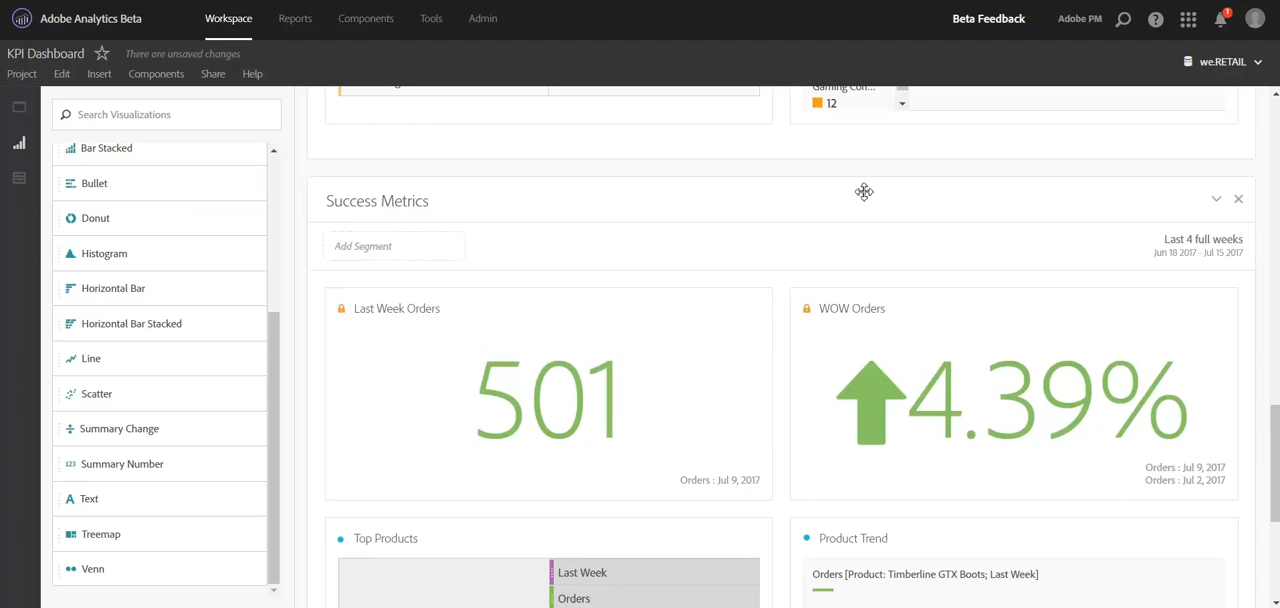 Adobe Analytics Beta
Workspace
Reports
Components
Tools
Admin
Beta Feedback
Adobe PM
1
KPI Dashboard
There are unsaved changes
Project
Edit
Insert
Components
Share
Help
we.RETAIL
Search Visualizations
Bar Stacked
Bullet
Donut
Histogram
Horizontal Bar
Horizontal Bar Stacked
Line
Scatter
Summary Change
123 Summary Number
A Text
Treemap
Venn
Gaming Con...
12
Success Metrics
Add Segment
Last 4 full weeks
Jun 18 2017 - Jul 15 2017
Last Week Orders
501
Orders : Jul 9, 2017
WOW Orders
4.39%
Orders : Jul 9, 2017
Orders : Jul 2, 2017
Top Products
Last Week
Orders
Product Trend
Orders [Product: Timberline GTX Boots; Last Week]